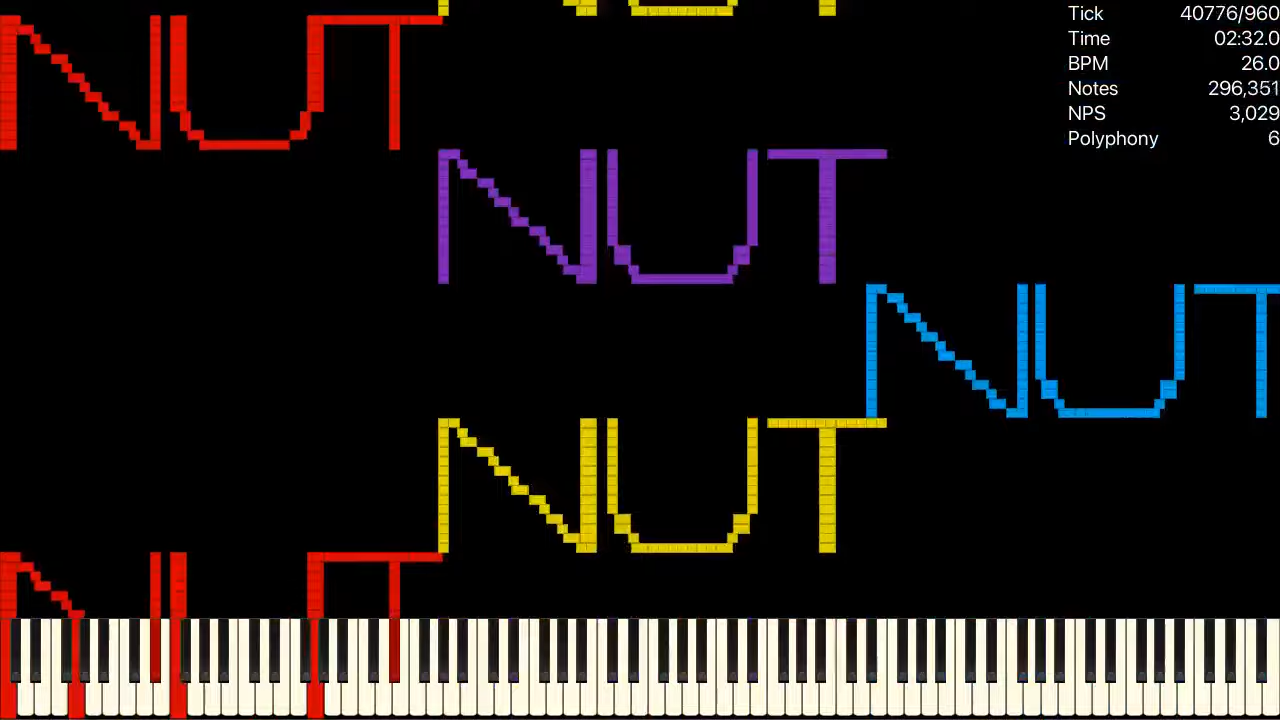 Tick 40776/960
Time 02:32.0
BPM 26.0
Notes 296,351
NPS 3,029
Polyphony 6
NUT
NUT
NUT
NUT
NUT